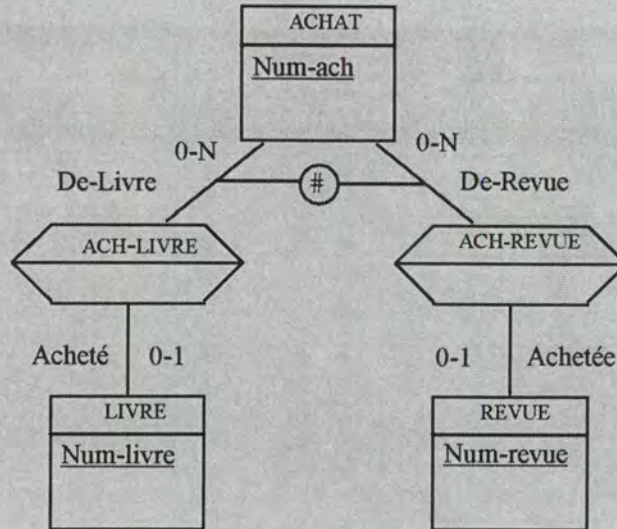 ACHAT
Num-ach
0-N
0-N
De-Livre
#
De-Revue
ACH-LIVRE
ACH-REVUE
Acheté
0-1
0-1
Achetée
LIVRE
REVUE
Num-livre
Num-revue